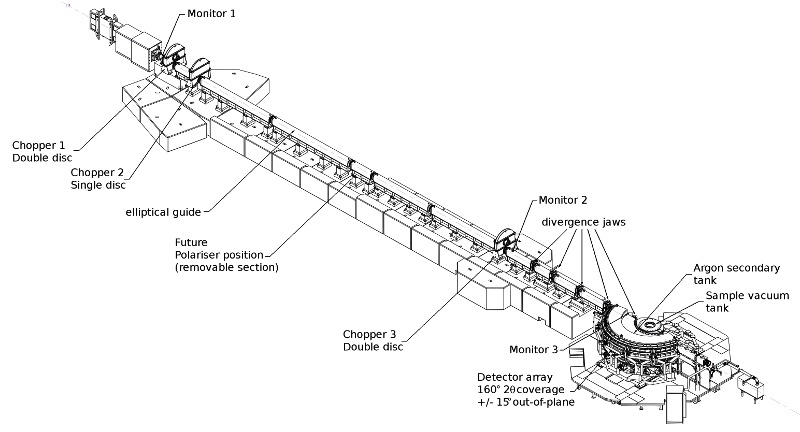 Monitor 1
Chopper 1
Double disc
Chopper 2
Single disc
elliptical guide
Future
Polariser position
(removable section)
Monitor 2
divergence jaws
Argon secondary
tank
Sample vacuum
tank
Chopper 3
Double disc
Monitor 3
Detector array
160° 2θcoverage
+/- 15°out-of-plane